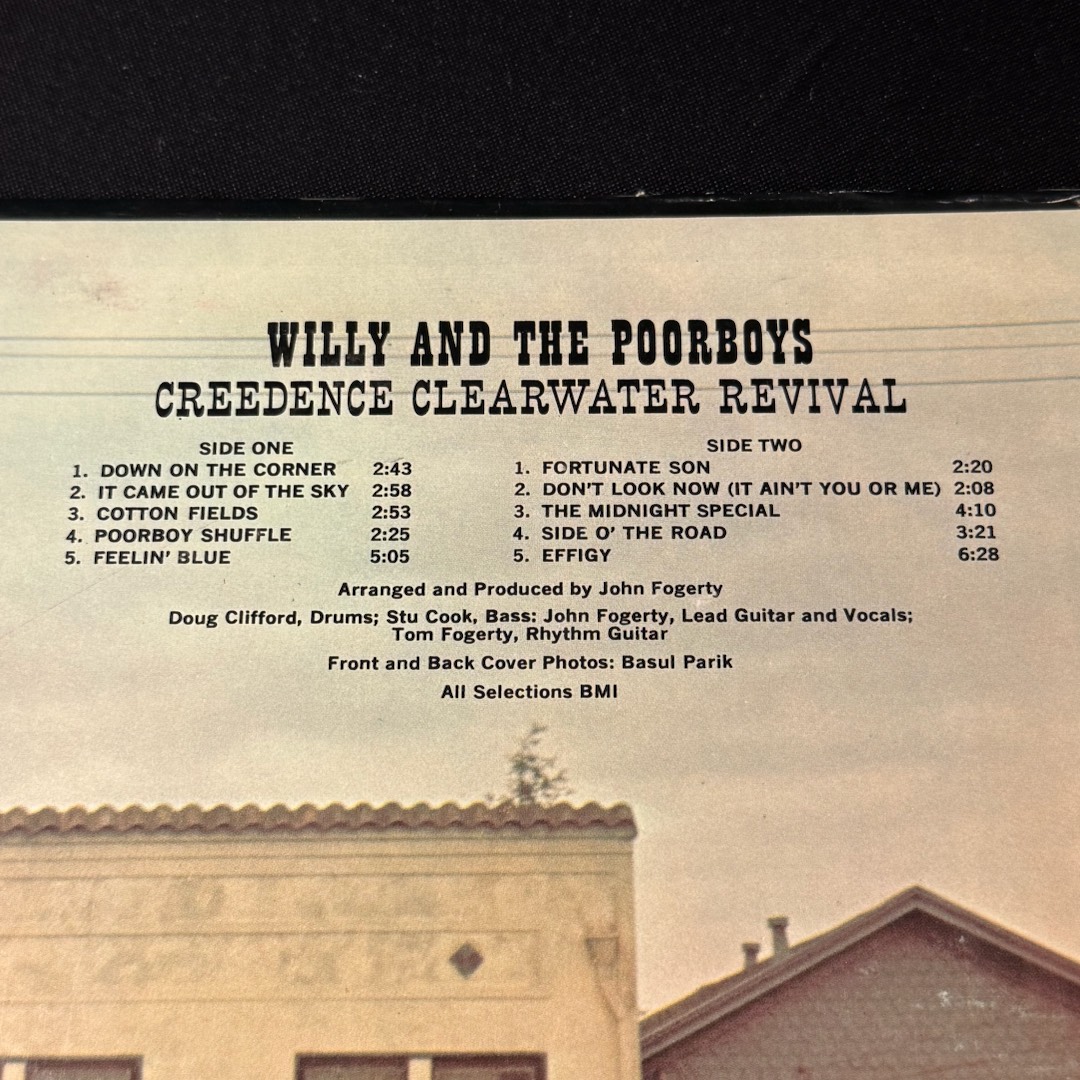 WILLY AND THE POORBOYS
CREEDENCE CLEARWATER REVIVAL
SIDE ONE
1. DOWN ON THE CORNER 2:43
2. IT CAME OUT OF THE SKY 2:58
3. COTTON FIELDS 2:53
4. POORBOY SHUFFLE 2:25
5. FEELIN' BLUE 5:05
SIDE TWO
1. FORTUNATE SON 2:20
2. DON'T LOOK NOW (IT AIN'T YOU OR ME) 2:08
3. THE MIDNIGHT SPECIAL 4:10
4. SIDE O' THE ROAD 3:21
5. EFFIGY 6:28
Arranged and Produced by John Fogerty
Doug Clifford, Drums; Stu Cook, Bass: John Fogerty, Lead Guitar and Vocals;
Tom Fogerty, Rhythm Guitar
Front and Back Cover Photos: Basul Parik
All Selections BMI